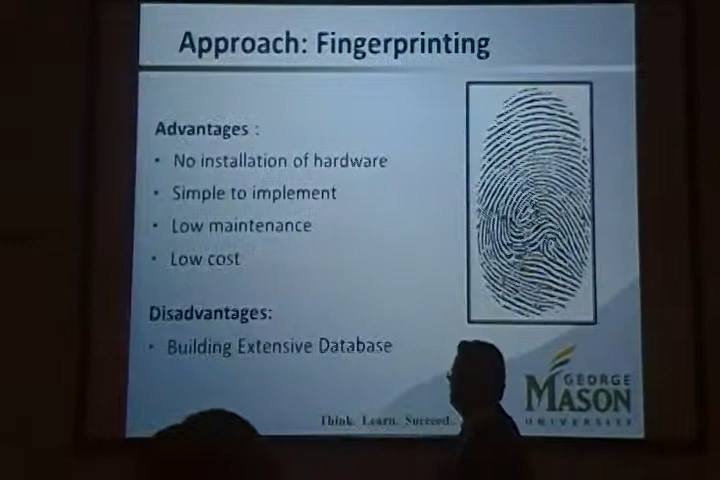 Approach: Fingerprinting
Advantages :
• No installation of hardware
• Simple to implement
• Low maintenance
• Low cost
Disadvantages:
• Building Extensive Database
Think. Learn. Succeed.
GEORGE
MASON
UNIVERSITY